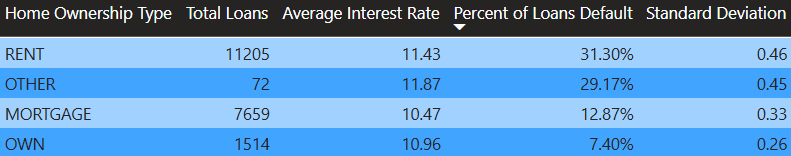 Home Ownership Type Total Loans Average Interest Rate Percent of Loans Default Standard Deviation
RENT 11205 11.43 31.30% 0.46
OTHER 72 11.87 29.17% 0.45
MORTGAGE 7659 10.47 12.87% 0.33
OWN 1514 10.96 7.40% 0.26